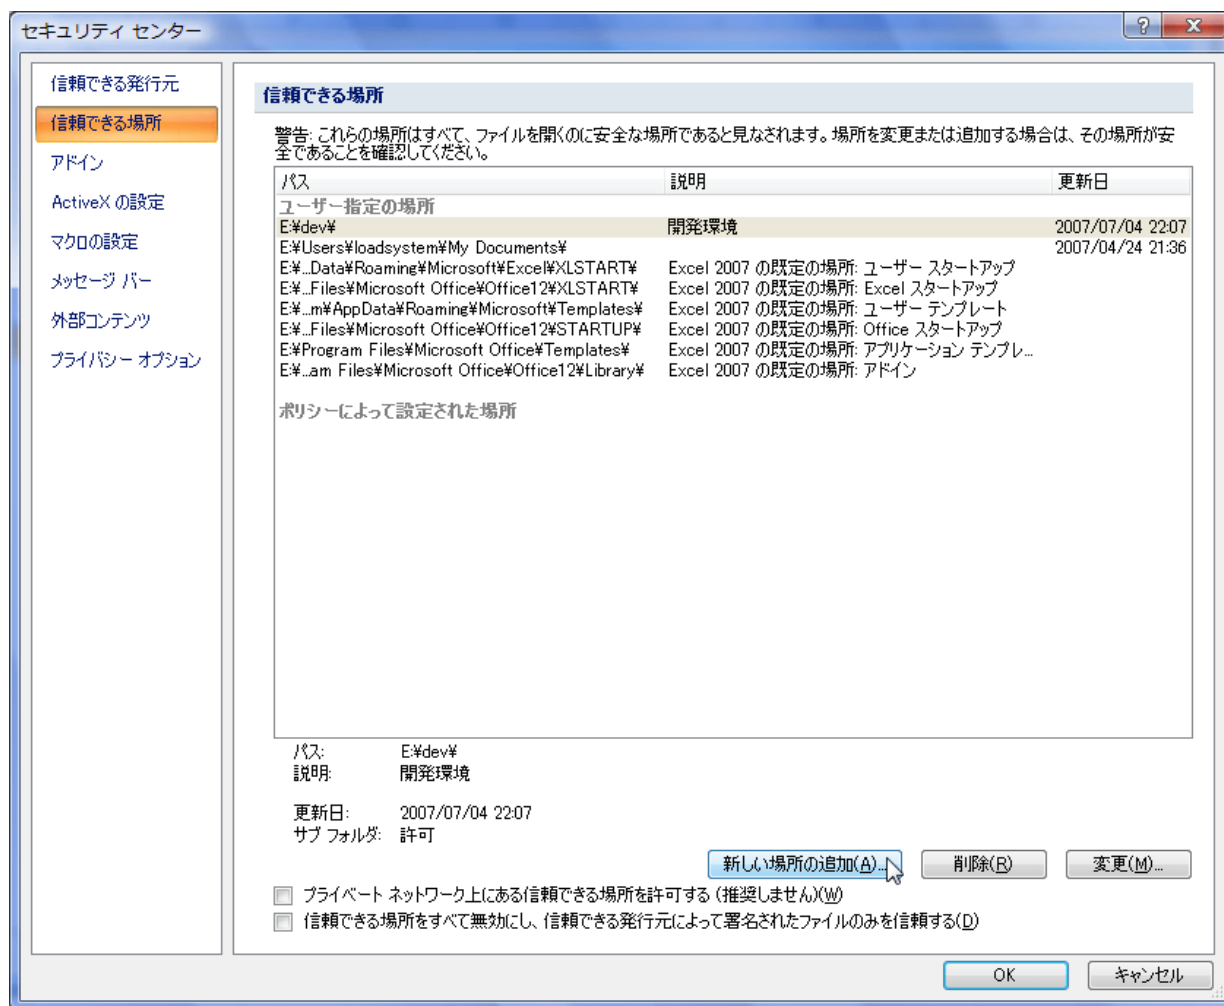 セキュリティ センター
信頼できる発行元
信頼できる場所
アドイン
ActiveX の設定
マクロの設定
メッセージ バー
外部コンテンツ
プライバシー オプション
信頼できる場所
警告: これらの場所はすべて、ファイルを開くのに安全な場所であると見なされます。場所を変更または追加する場合は、その場所が安
全であることを確認してください。
パス 説明 更新日
ユーザー指定の場所
E:¥dev¥ 開発環境 2007/07/04 22:07
E:¥Users¥loadsystem¥My Documents¥ 2007/04/24 21:36
E:¥...Data¥Roaming¥Microsoft¥Excel¥XLSTART¥ Excel 2007 の既定の場所: ユーザー スタートアップ
E:¥...Files¥Microsoft Office¥Office12¥XLSTART¥ Excel 2007 の既定の場所: Excel スタートアップ
E:¥...m¥AppData¥Roaming¥Microsoft¥Templates¥ Excel 2007 の既定の場所: ユーザー テンプレート
E:¥...Files¥Microsoft Office¥Office12¥STARTUP¥ Excel 2007 の既定の場所: Office スタートアップ
E:¥Program Files¥Microsoft Office¥Templates¥ Excel 2007 の既定の場所: アプリケーション テンプレ...
E:¥...am Files¥Microsoft Office¥Office12¥Library¥ Excel 2007 の既定の場所: アドイン
ポリシーによって設定された場所
パス: E:¥dev¥
説明: 開発環境
更新日: 2007/07/04 22:07
サブ フォルダ: 許可
新しい場所の追加(A)... 削除(R) 変更(M)...
プライベート ネットワーク上にある信頼できる場所を許可する (推奨しません)(W)
信頼できる場所をすべて無効にし、信頼できる発行元によって署名されたファイルのみを信頼する(D)
OK キャンセル